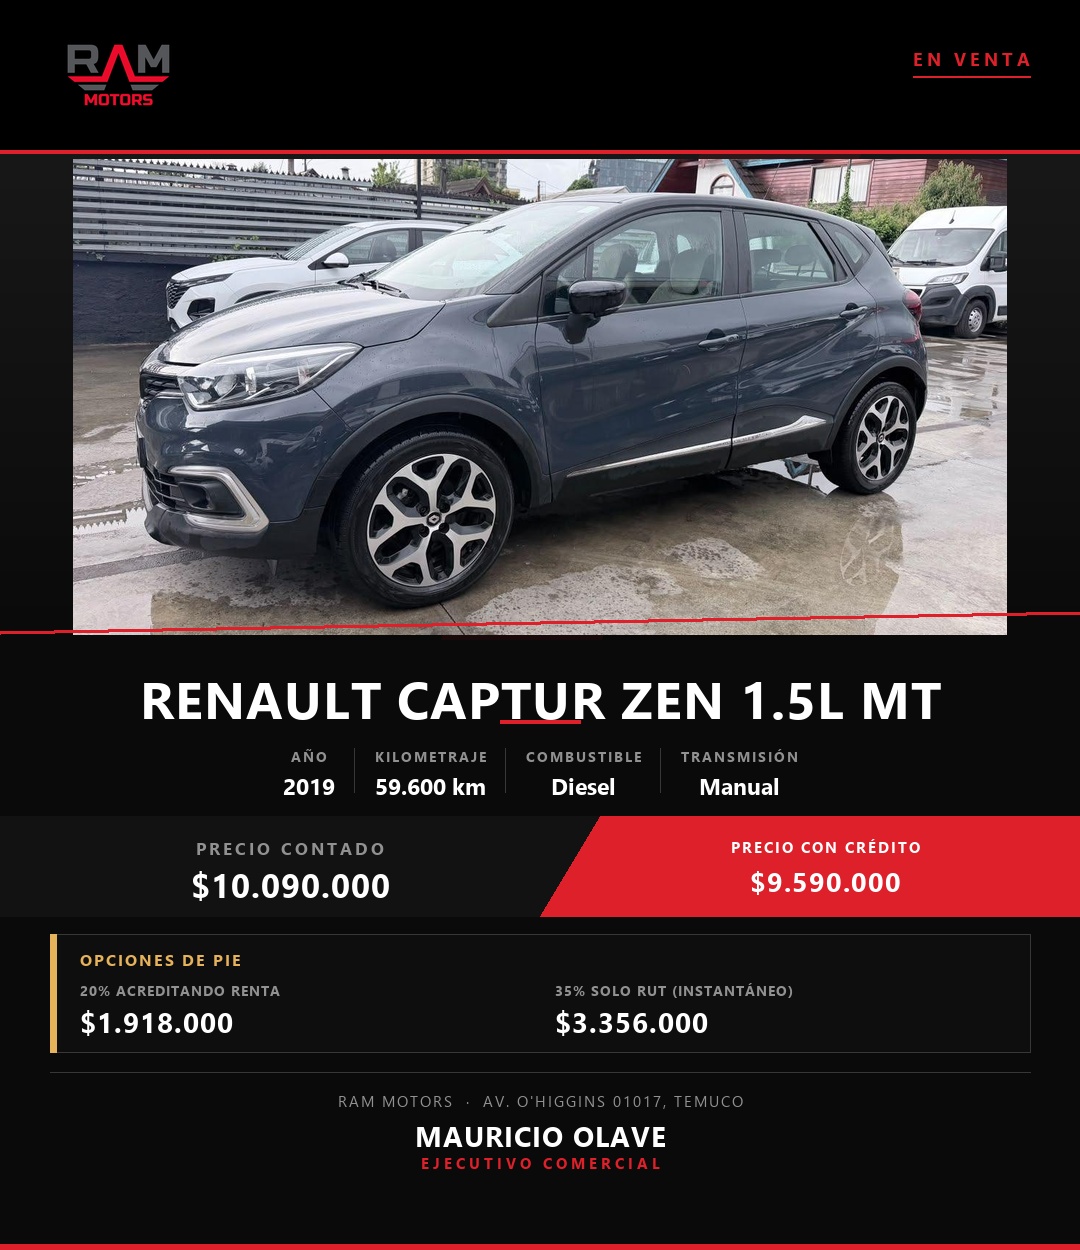 RAM
MOTORS
EN VENTA
RENAULT CAPTUR ZEN 1.5L MT
AÑO
2019
KILOMETRAJE
59.600 km
COMBUSTIBLE
Diesel
TRANSMISIÓN
Manual
PRECIO CONTADO
$10.090.000
PRECIO CON CRÉDITO
$9.590.000
OPCIONES DE PIE
20% ACREDITANDO RENTA
$1.918.000
35% SOLO RUT (INSTANTÁNEO)
$3.356.000
RAM MOTORS · AV. O'HIGGINS 01017, TEMUCO
MAURICIO OLAVE
EJECUTIVO COMERCIAL